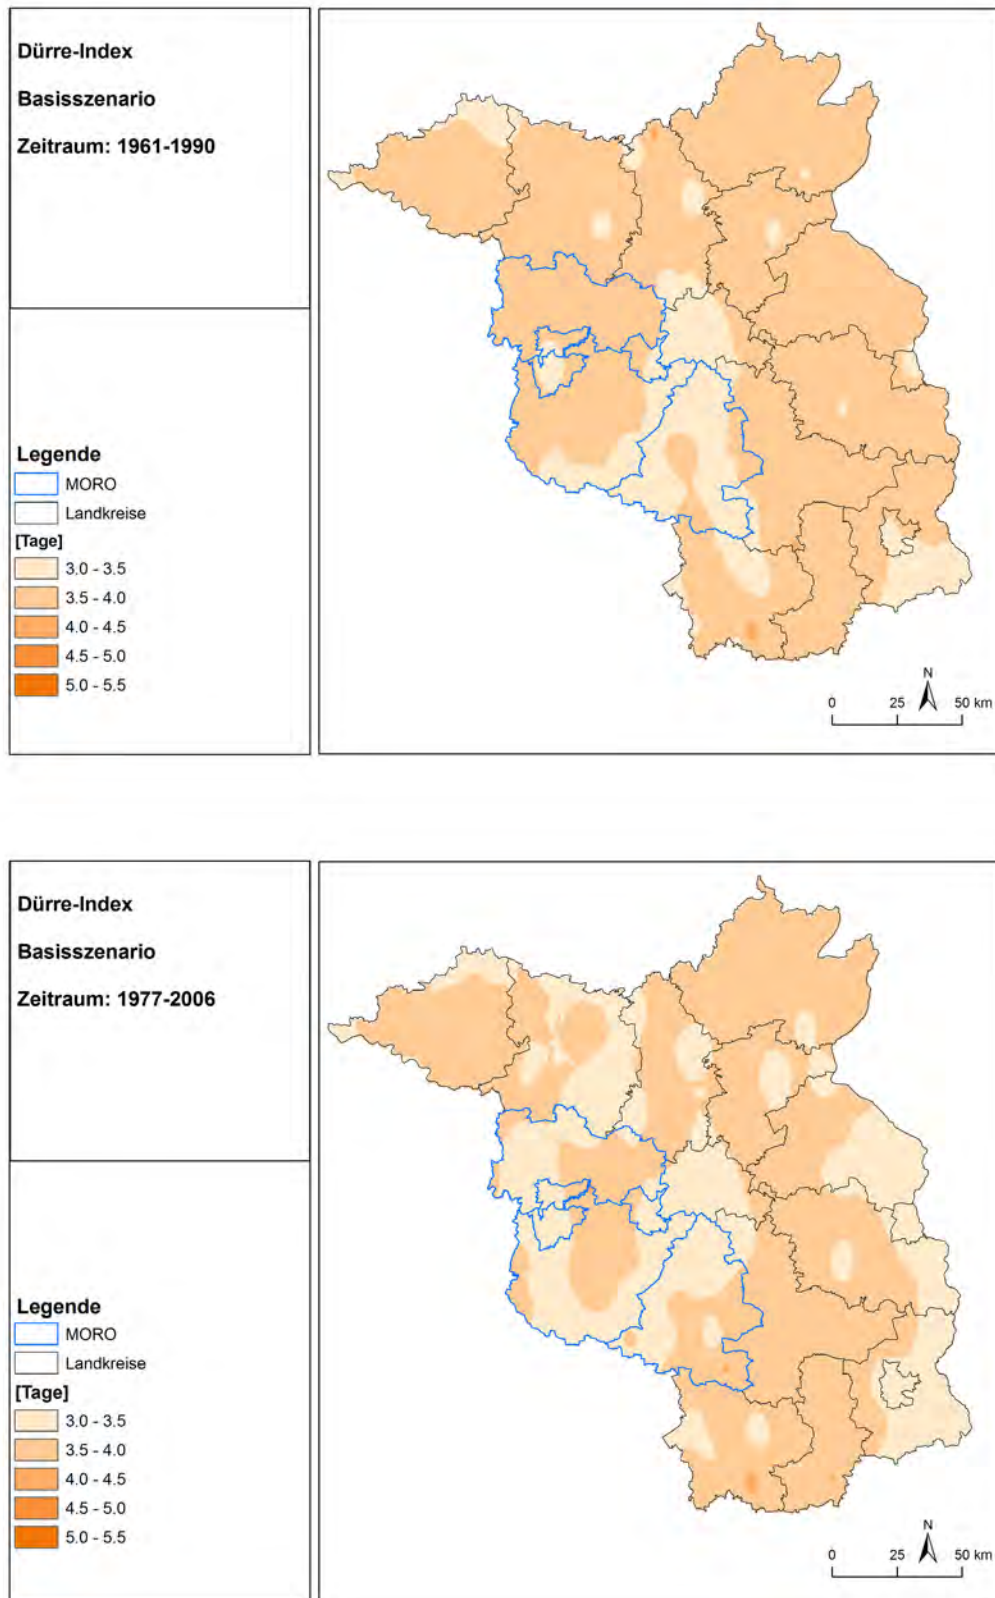 Dürre-Index
Basisszenario
Zeitraum: 1961-1990
Legende
MORO
Landkreise
[Tage]
3.0 - 3.5
3.5 - 4.0
4.0 - 4.5
4.5 - 5.0
5.0 - 5.5
N
0 25 50 km
Dürre-Index
Basisszenario
Zeitraum: 1977-2006
Legende
MORO
Landkreise
[Tage]
3.0 - 3.5
3.5 - 4.0
4.0 - 4.5
4.5 - 5.0
5.0 - 5.5
N
0 25 50 km